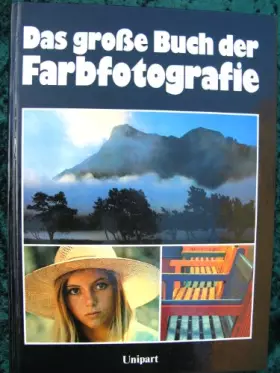 Das große Buch der
Farbfotografie
Unipart